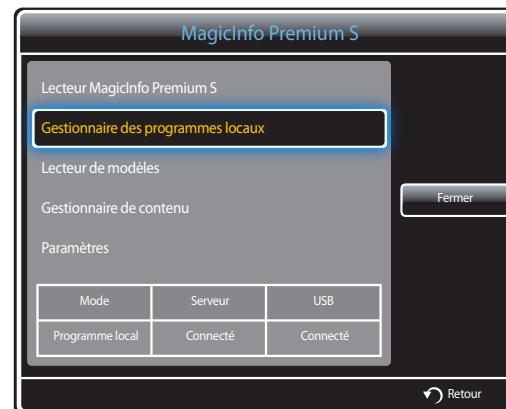 MagicInfo Premium S
Lecteur MagicInfo Premium S
Gestionnaire des programmes locaux
Lecteur de modèles
Gestionnaire de contenu
Paramètres
Fermer
Mode Serveur USB
Programme local Connecté Connecté
Retour